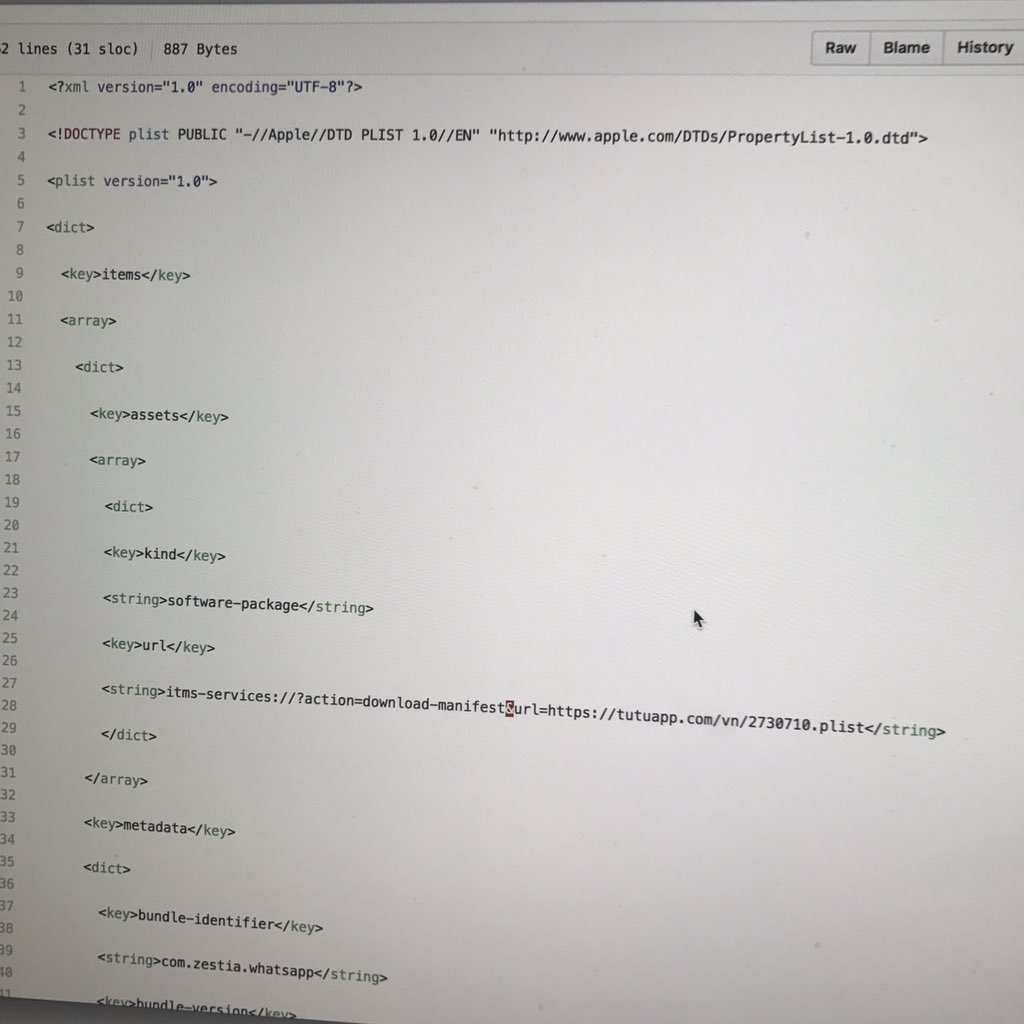 2 lines (31 sloc) 887 Bytes Raw Blame History
1 <?xml version="1.0" encoding="UTF-8"?>
2
3 <!DOCTYPE plist PUBLIC "-//Apple//DTD PLIST 1.0//EN" "http://www.apple.com/DTDs/PropertyList-1.0.dtd">
4
5 <plist version="1.0">
6
7 <dict>
8
9 <key>items</key>
10
11 <array>
12
13 <dict>
14
15 <key>assets</key>
16
17 <array>
18
19 <dict>
20
21 <key>kind</key>
22
23 <string>software-package</string>
24
25 <key>url</key>
26
27 <string>itms-services://?action=download-manifest&url=https://tutuapp.com/vn/2730710.plist</string>
28
29 </dict>
30
31 </array>
32
33 <key>metadata</key>
34
35 <dict>
36
37 <key>bundle-identifier</key>
38
39 <string>com.zestia.whatsapp</string>
40
41 <key>bundle-version</key>